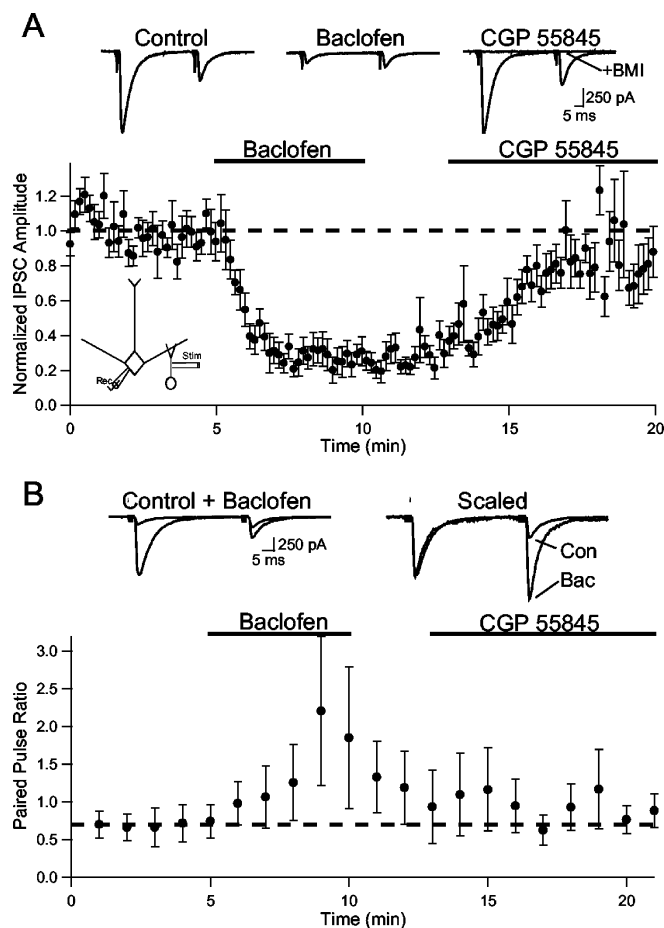 A
Control
Baclofen
CGP 55845
+BMI
250 pA
5 ms
Baclofen
CGP 55845
Normalized IPSC Amplitude
1.2
1.0
0.8
0.6
0.4
0.2
0.0
Rec
Stim
0
5
10
15
20
Time (min)
B
Control + Baclofen
Scaled
250 pA
5 ms
Con
Bac
Baclofen
CGP 55845
Paired Pulse Ratio
3.0
2.5
2.0
1.5
1.0
0.5
0.0
0
5
10
15
20
Time (min)